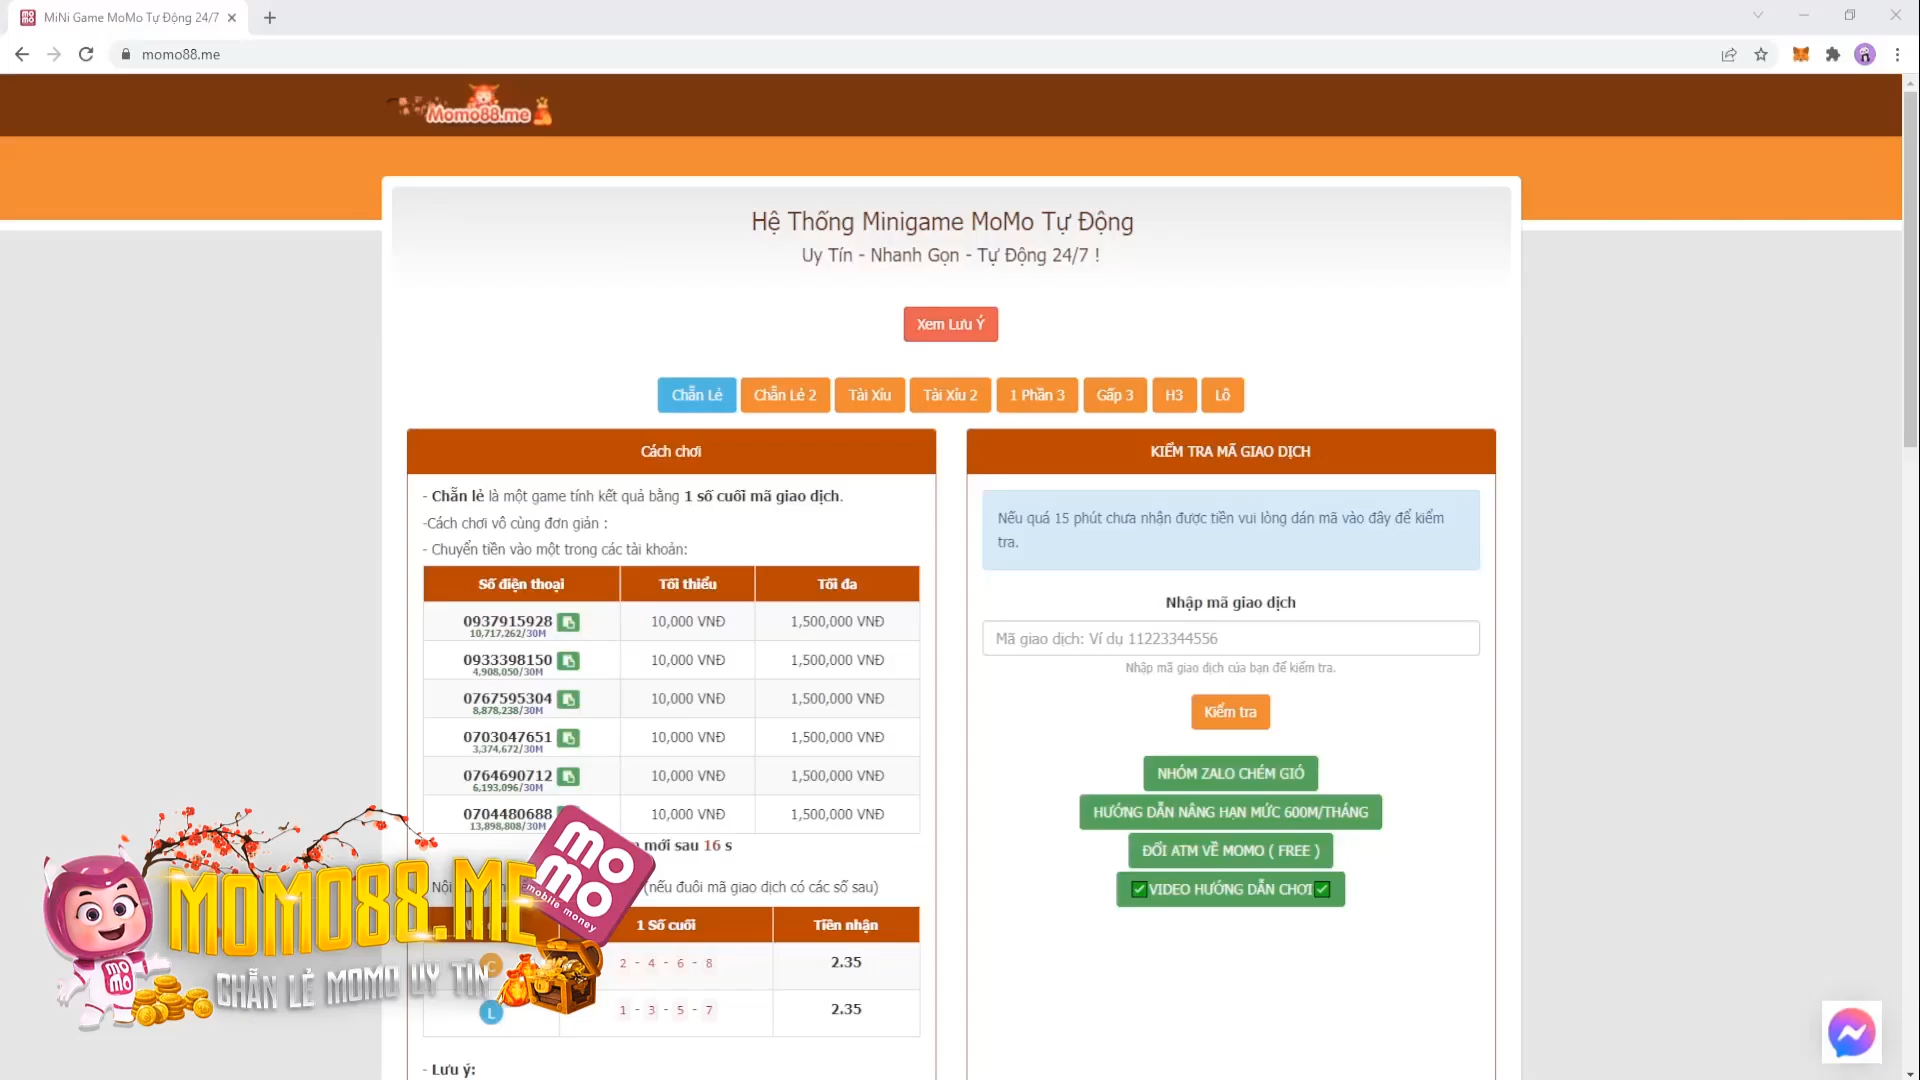 MiNi Game MoMo Tự Động 24/7
momo88.me
Momo88.me
Hệ Thống Minigame MoMo Tự Động
Uy Tín - Nhanh Gọn - Tự Động 24/7 !
Xem Lưu Ý
Chẵn Lẻ Chẵn Lẻ 2 Tài Xỉu Tài Xỉu 2 1 Phần 3 Gấp 3 H3 Lô
Cách chơi
- Chẵn lẻ là một game tính kết quả bằng 1 số cuối mã giao dịch.
-Cách chơi vô cùng đơn giản :
- Chuyển tiền vào một trong các tài khoản:
Số điện thoại Tối thiểu Tối đa
0937915928 10,000 VNĐ 1,500,000 VNĐ
10,717,262/30M
0933398150 10,000 VNĐ 1,500,000 VNĐ
4,908,050/30M
0767595304 10,000 VNĐ 1,500,000 VNĐ
8,878,238/30M
0703047651 10,000 VNĐ 1,500,000 VNĐ
3,374,672/30M
0764690712 10,000 VNĐ 1,500,000 VNĐ
6,193,096/30M
0704480688 10,000 VNĐ 1,500,000 VNĐ
13,898,808/30M
mới sau 16 s
(nếu đuôi mã giao dịch có các số sau)
1 Số cuối Tiền nhận
C 2 - 4 - 6 - 8 2.35
L 1 - 3 - 5 - 7 2.35
- Lưu ý:
KIỂM TRA MÃ GIAO DỊCH
Nếu quá 15 phút chưa nhận được tiền vui lòng dán mã vào đây để kiểm
tra.
Nhập mã giao dịch
Mã giao dịch: Ví dụ 11223344556
Nhập mã giao dịch của bạn để kiểm tra.
Kiểm tra
NHÓM ZALO CHÉM GIÓ
HƯỚNG DẪN NÂNG HẠN MỨC 600M/THÁNG
ĐỔI ATM VỀ MOMO ( FREE )
VIDEO HƯỚNG DẪN CHƠI
MOMO88.ME
CHẴN LẺ MOMO UY TÍN
mo
mo
mobile money
mo
mo